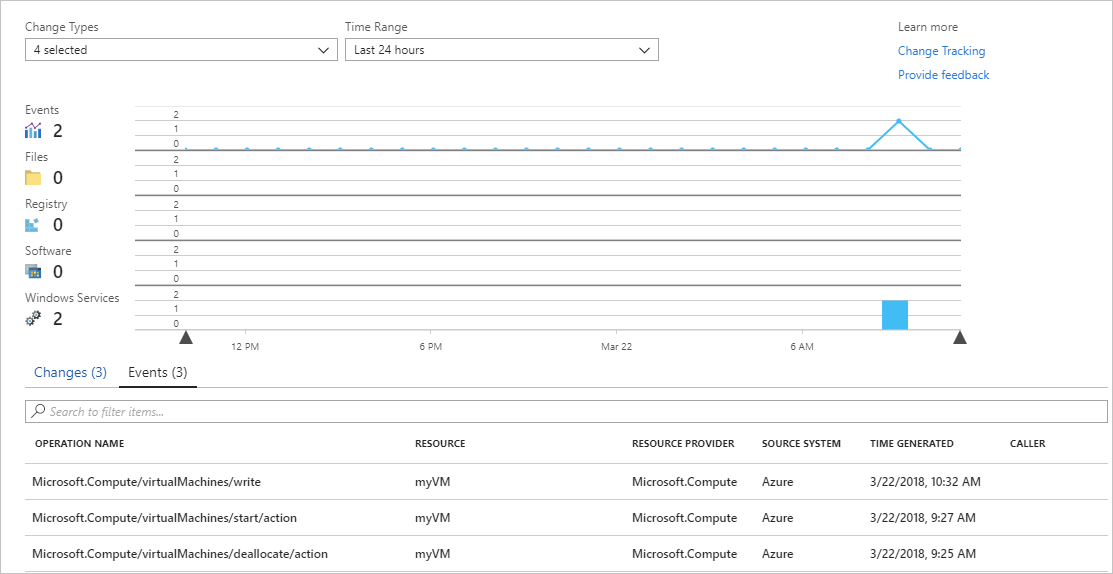 Change Types
4 selected
Time Range
Last 24 hours
Learn more
Change Tracking
Provide feedback
Events
2
Files
0
Registry
0
Software
0
Windows Services
2
2
1
0
2
1
0
2
1
0
2
1
0
2
1
0
12 PM 6 PM Mar 22 6 AM
Changes (3) Events (3)
Search to filter items...
OPERATION NAME RESOURCE RESOURCE PROVIDER SOURCE SYSTEM TIME GENERATED CALLER
Microsoft.Compute/virtualMachines/write myVM Microsoft.Compute Azure 3/22/2018, 10:32 AM
Microsoft.Compute/virtualMachines/start/action myVM Microsoft.Compute Azure 3/22/2018, 9:27 AM
Microsoft.Compute/virtualMachines/deallocate/action myVM Microsoft.Compute Azure 3/22/2018, 9:25 AM